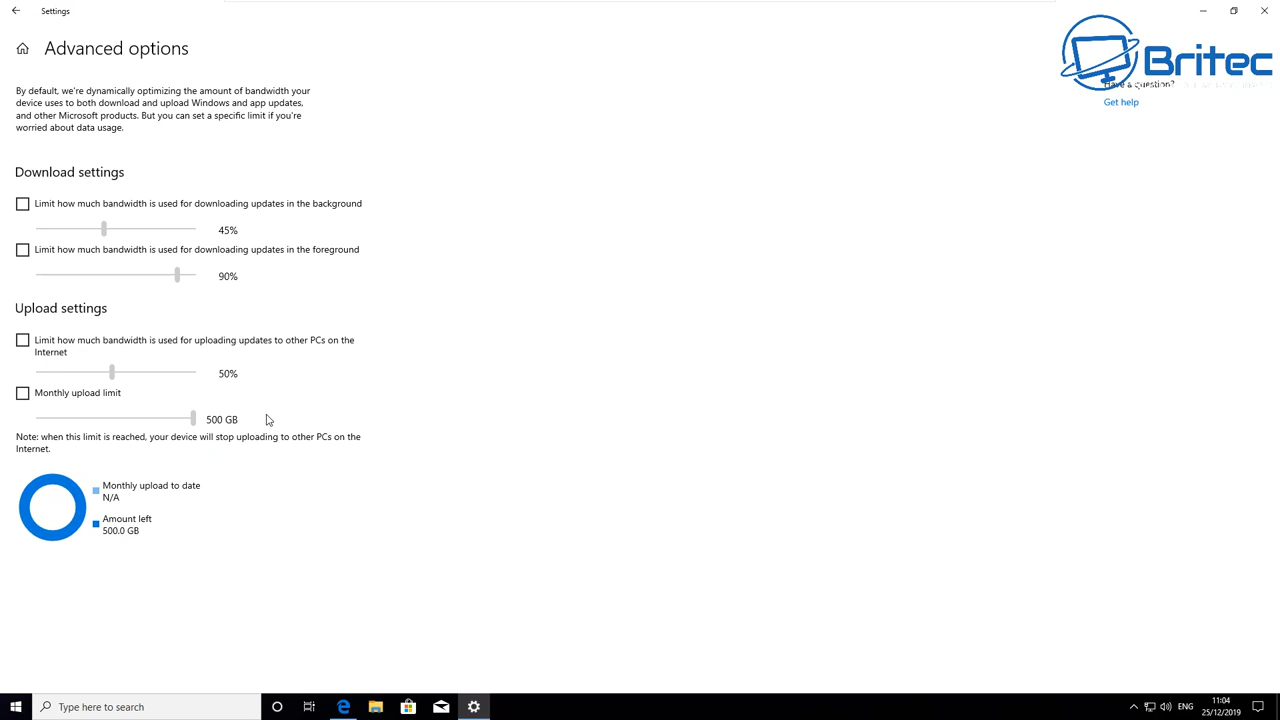 Settings
Advanced options
Britec
By default, we're dynamically optimizing the amount of bandwidth your
device uses to both download and upload Windows and app updates,
and other Microsoft products. But you can set a specific limit if you're
worried about data usage.
Have a question?
Get help
Download settings
Limit how much bandwidth is used for downloading updates in the background
45%
Limit how much bandwidth is used for downloading updates in the foreground
90%
Upload settings
Limit how much bandwidth is used for uploading updates to other PCs on the
Internet
50%
Monthly upload limit
500 GB
Note: when this limit is reached, your device will stop uploading to other PCs on the
Internet.
Monthly upload to date
N/A
Amount left
500.0 GB
Type here to search
ENG
11:04
25/12/2019